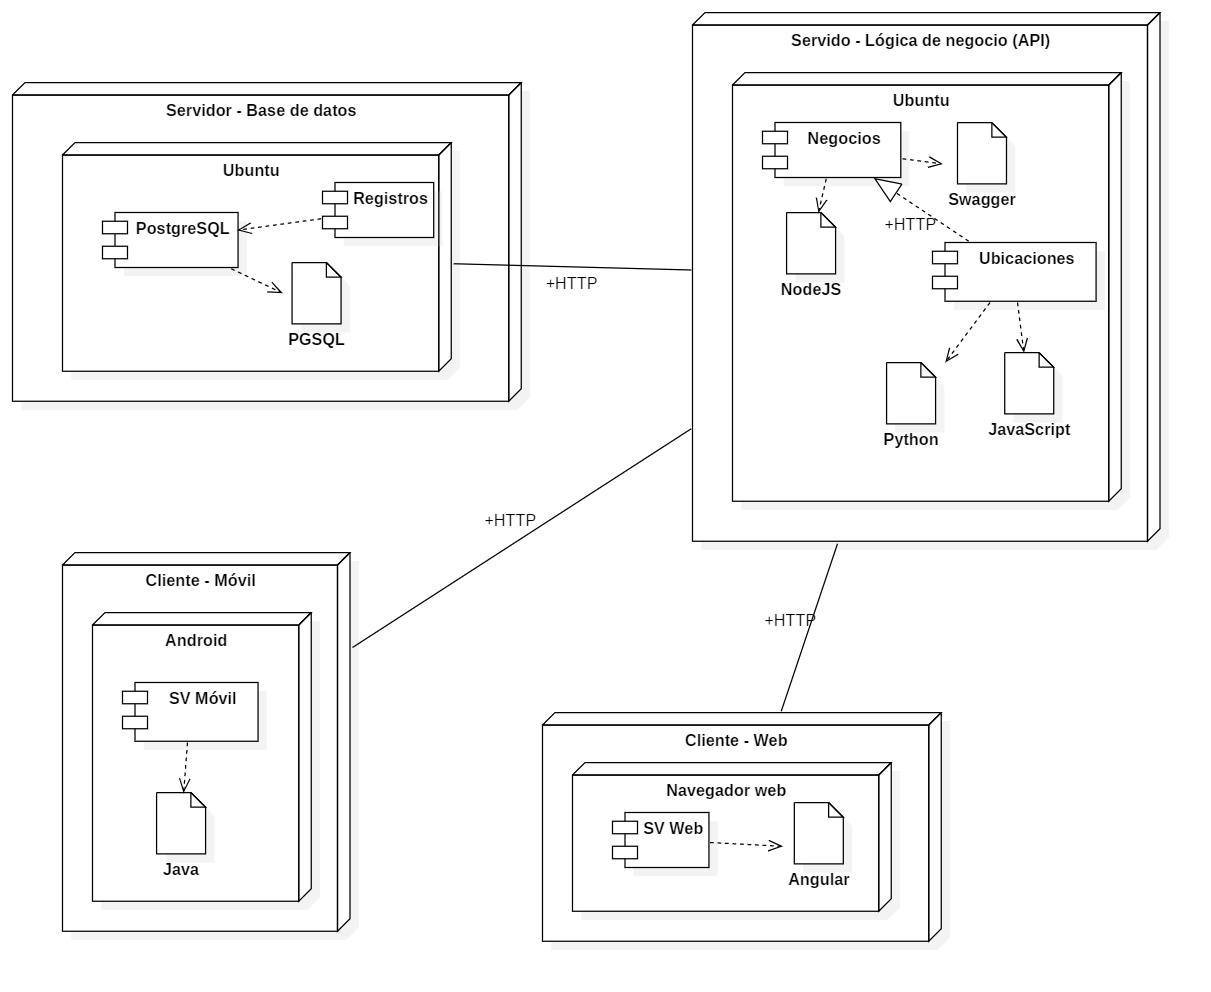 Servidor - Base de datos
Ubuntu
Registros
PostgreSQL
PGSQL
+HTTP
Servido - Lógica de negocio (API)
Ubuntu
Negocios
Swagger
+HTTP
NodeJS
Ubicaciones
Python
JavaScript
+HTTP
Cliente - Móvil
Android
SV Móvil
Java
+HTTP
Cliente - Web
Navegador web
SV Web
Angular